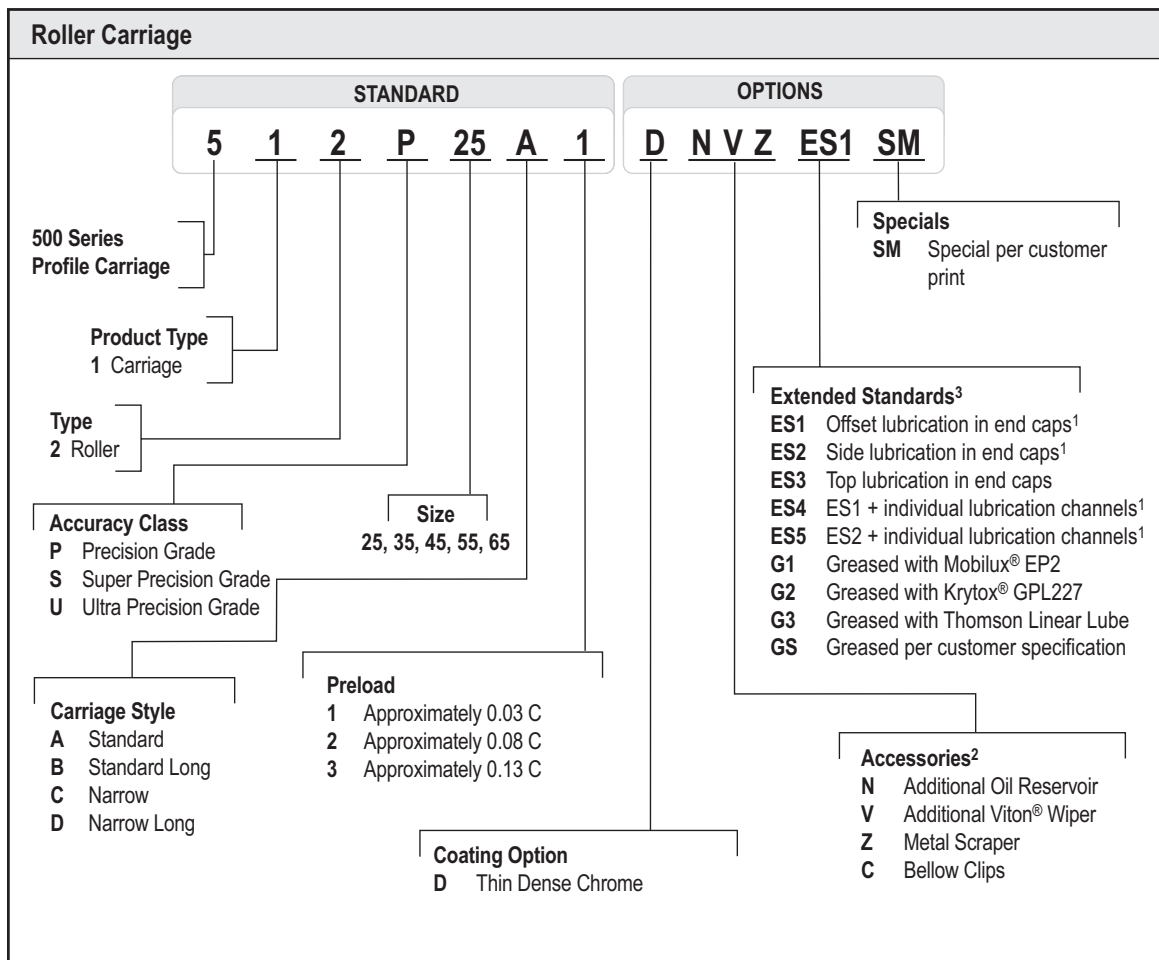 Roller Carriage
STANDARD
OPTIONS
5 1 2 P 25 A 1 D N V Z ES1 SM
500 Series
Profile Carriage
Product Type
1 Carriage
Type
2 Roller
Accuracy Class
P Precision Grade
S Super Precision Grade
U Ultra Precision Grade
Size
25, 35, 45, 55, 65
Carriage Style
A Standard
B Standard Long
C Narrow
D Narrow Long
Preload
1 Approximately 0.03 C
2 Approximately 0.08 C
3 Approximately 0.13 C
Coating Option
D Thin Dense Chrome
Specials
SM Special per customer
print
Extended Standards³
ES1 Offset lubrication in end caps¹
ES2 Side lubrication in end caps¹
ES3 Top lubrication in end caps
ES4 ES1 + individual lubrication channels¹
ES5 ES2 + individual lubrication channels¹
G1 Greased with Mobilux® EP2
G2 Greased with Krytox® GPL227
G3 Greased with Thomson Linear Lube
GS Greased per customer specification
Accessories²
N Additional Oil Reservoir
V Additional Viton® Wiper
Z Metal Scraper
C Bellow Clips